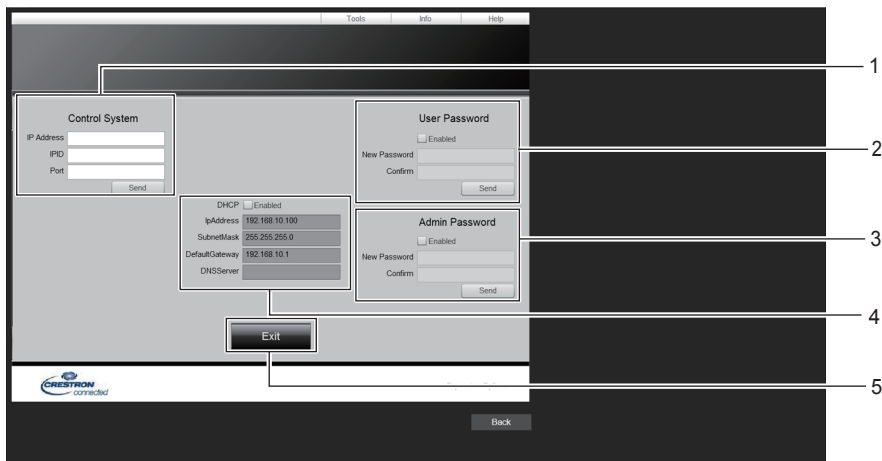 Tools Info Help
1
Control System
IP Address
IPID
Port
Send
User Password
Enabled
New Password
Confirm
Send
2
DHCP Enabled
IpAddress 192.168.10.100
SubnetMask 255.255.255.0
DefaultGateway 192.168.10.1
DNSServer
Admin Password
Enabled
New Password
Confirm
Send
3
4
Exit
CRESTRON
connected
5
Back